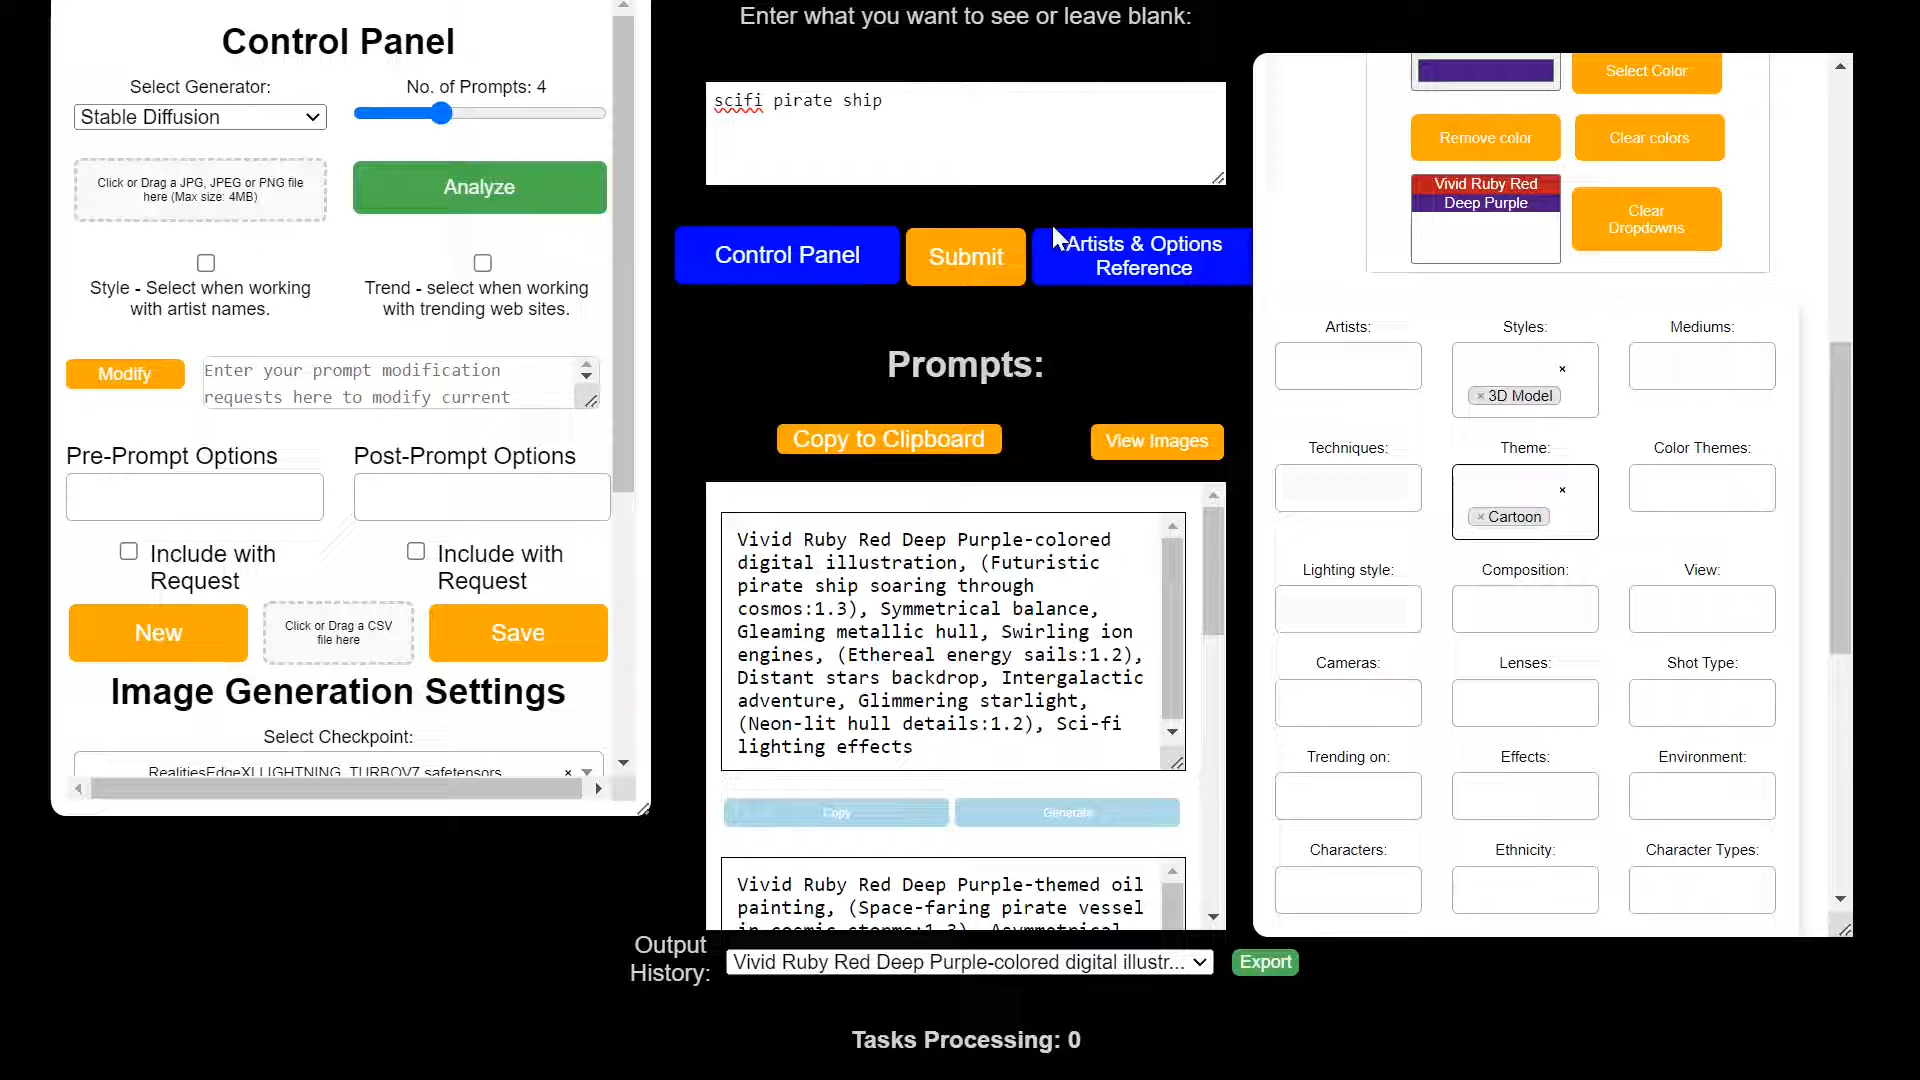 Control Panel
Select Generator:
No. of Prompts: 4
Stable Diffusion
Click or Drag a JPG, JPEG or PNG file
here (Max size: 4MB)
Analyze
Style - Select when working
with artist names.
Trend - select when working
with trending web sites.
Modify
Enter your prompt modification
requests here to modify current
Pre-Prompt Options
Post-Prompt Options
Include with
Request
Include with
Request
New
Click or Drag a CSV
file here
Save
Image Generation Settings
Select Checkpoint:
RealitiesEdgeXLLIGHTNING_TURBOV7.safetensors
×
Enter what you want to see or leave blank:
scifi pirate ship
Control Panel
Submit
Artists & Options
Reference
Prompts:
Copy to Clipboard
View Images
Vivid Ruby Red Deep Purple-colored
digital illustration, (Futuristic
pirate ship soaring through
cosmos:1.3), Symmetrical balance,
Gleaming metallic hull, Swirling ion
engines, (Ethereal energy sails:1.2),
Distant stars backdrop, Intergalactic
adventure, Glimmering starlight,
(Neon-lit hull details:1.2), Sci-fi
lighting effects
Copy
Generate
Vivid Ruby Red Deep Purple-themed oil
painting, (Space-faring pirate vessel
in cosmic storms:1.3), Asymmetrical
Output
History:
Vivid Ruby Red Deep Purple-colored digital illustr...
Export
Tasks Processing: 0
Select Color
Remove color
Clear colors
Vivid Ruby Red
Deep Purple
Clear
Dropdowns
Artists:
Styles:
Mediums:
×
× 3D Model
Techniques:
Theme:
Color Themes:
×
× Cartoon
Lighting style:
Composition:
View:
Cameras:
Lenses:
Shot Type:
Trending on:
Effects:
Environment:
Characters:
Ethnicity:
Character Types: